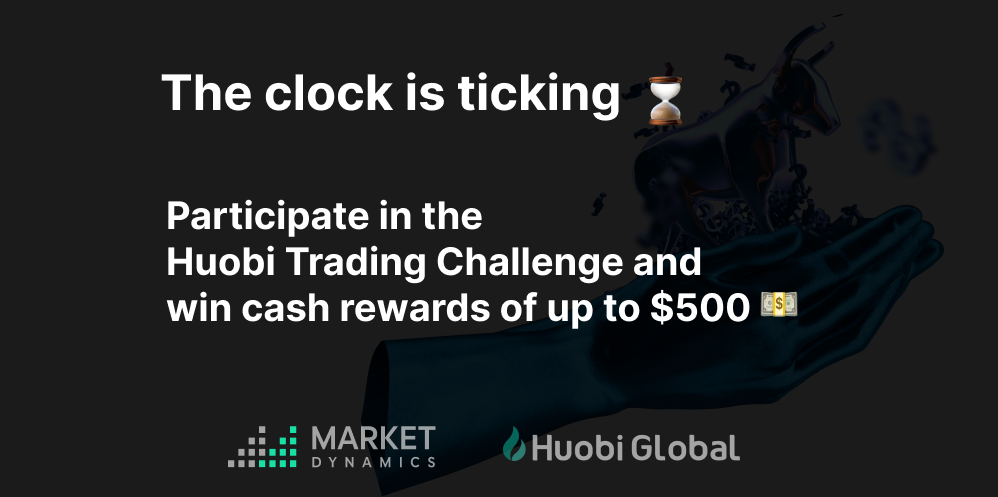 The clock is ticking ⏳
Participate in the
Huobi Trading Challenge and
win cash rewards of up to $500 💵
MARKET
DYNAMICS
Huobi Global